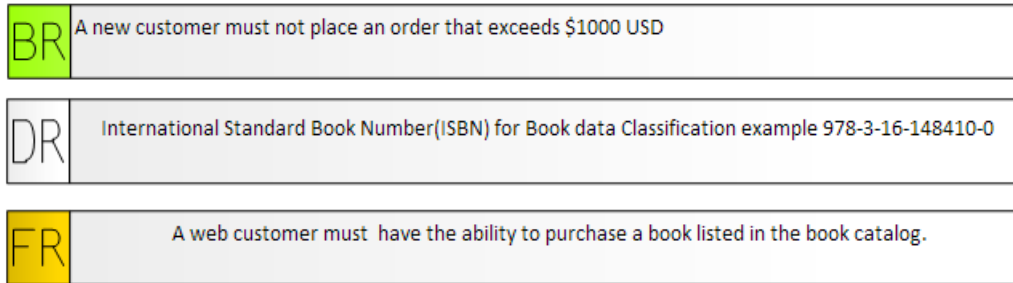 BR
A new customer must not place an order that exceeds $1000 USD
DR
International Standard Book Number(ISBN) for Book data Classification example 978-3-16-148410-0
FR
A web customer must  have the ability to purchase a book listed in the book catalog.